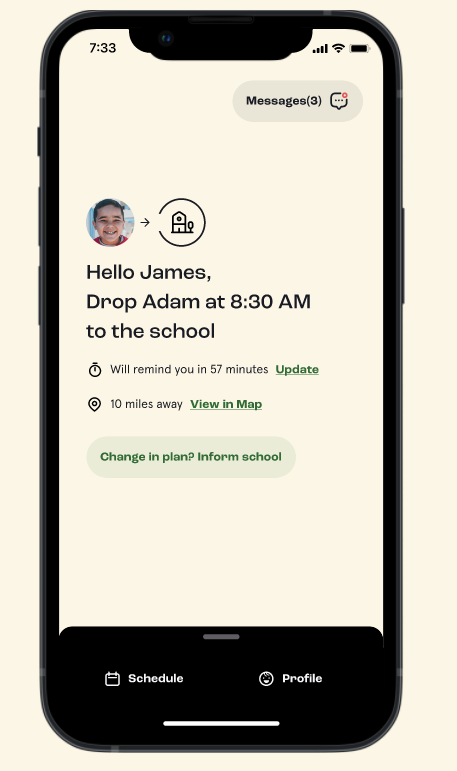 7:33
Messages(3)
Hello James,
Drop Adam at 8:30 AM
to the school
Will remind you in 57 minutes Update
10 miles away View in Map
Change in plan? Inform school
Schedule Profile